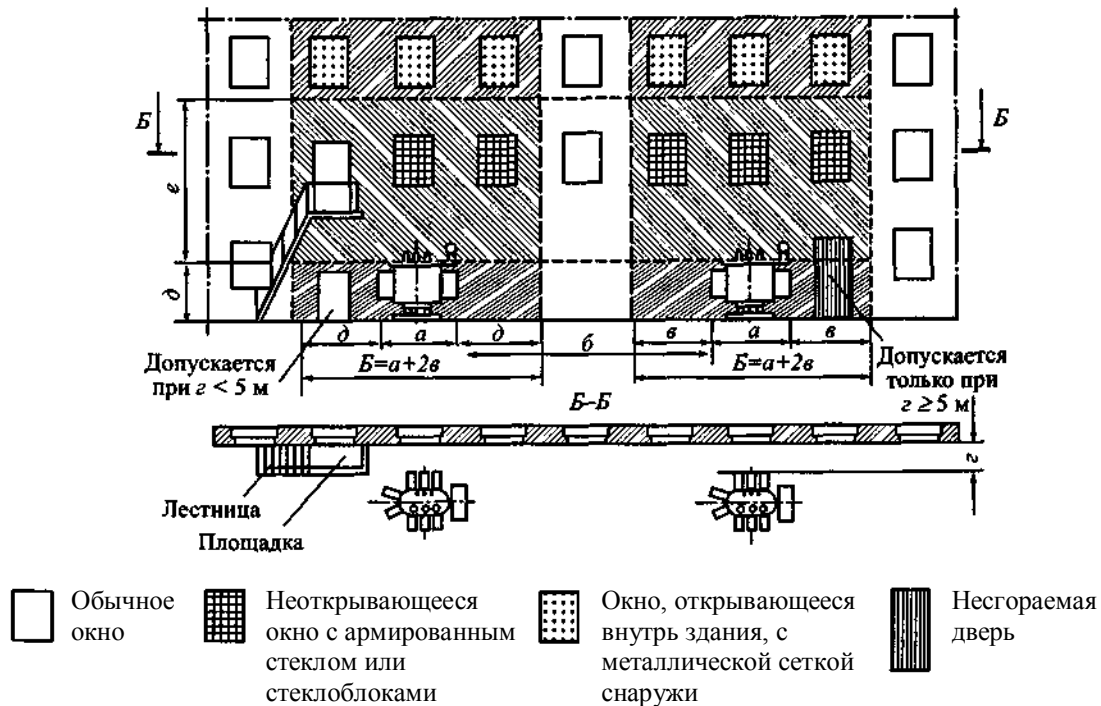 Б
Б
е
д
д
а
д
б
в
а
в
Допускается
при г < 5 м
Б=а+2в
Б=а+2в
Допускается
только при
г ≥ 5 м
Б–Б
г
Лестница
Площадка
Обычное
окно
Неоткрывающееся
окно с армированным
стеклом или
стеклоблоками
Окно, открывающееся
внутрь здания, с
металлической сеткой
снаружи
Несгораемая
дверь